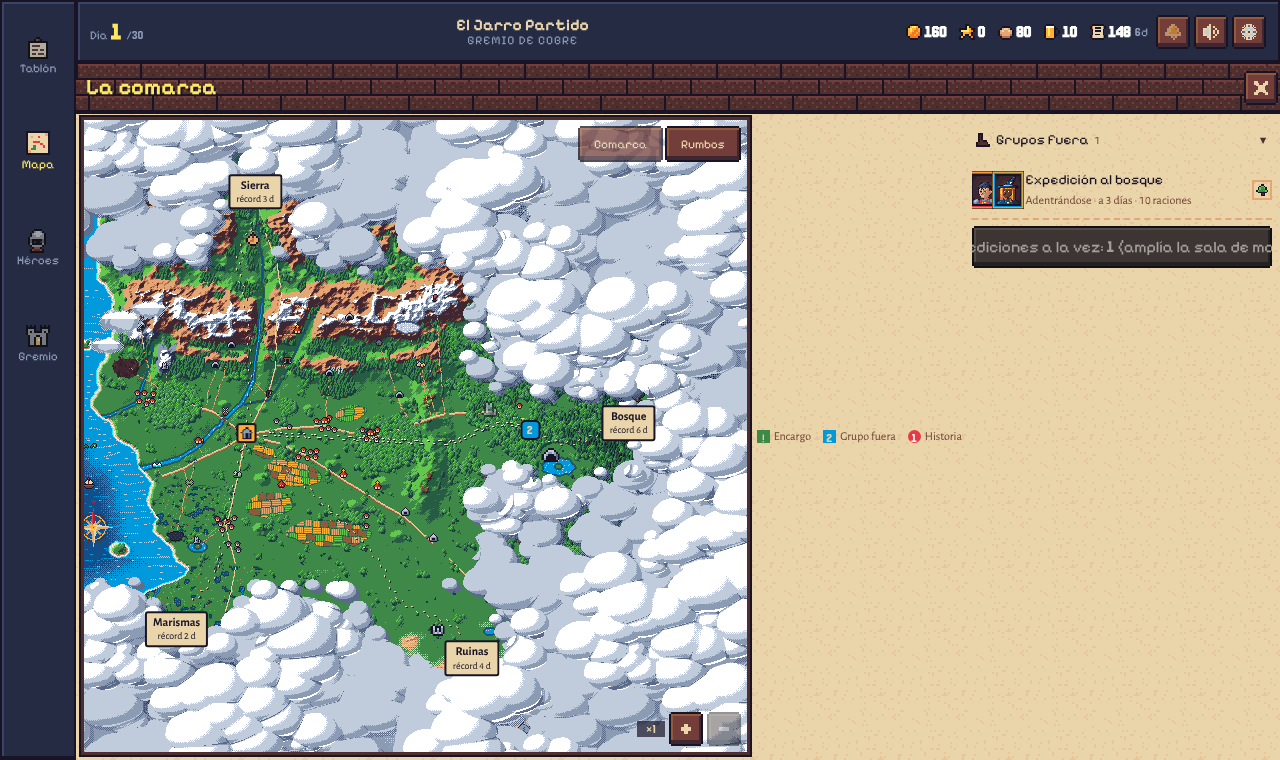 Día 1 /30
El Jarro Partido
GREMIO DE COBRE
160
0
80
10
148 6d
Tablón
Mapa
Héroes
Gremio
La comarca
Comarca
Rumbos
Sierra
récord 3 d
Bosque
récord 6 d
2
Marismas
récord 2 d
Ruinas
récord 4 d
×1
+
−
! Encargo
2 Grupo fuera
1 Historia
Grupos fuera 1
Expedición al bosque
Adentrándose · a 3 días · 10 raciones
diciones a la vez: 1 (amplía la sala de ma